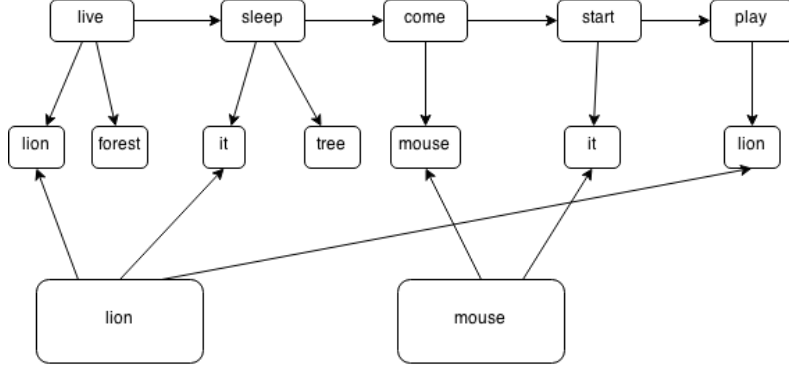 live
sleep
come
start
play
lion
forest
it
tree
mouse
it
lion
lion
mouse